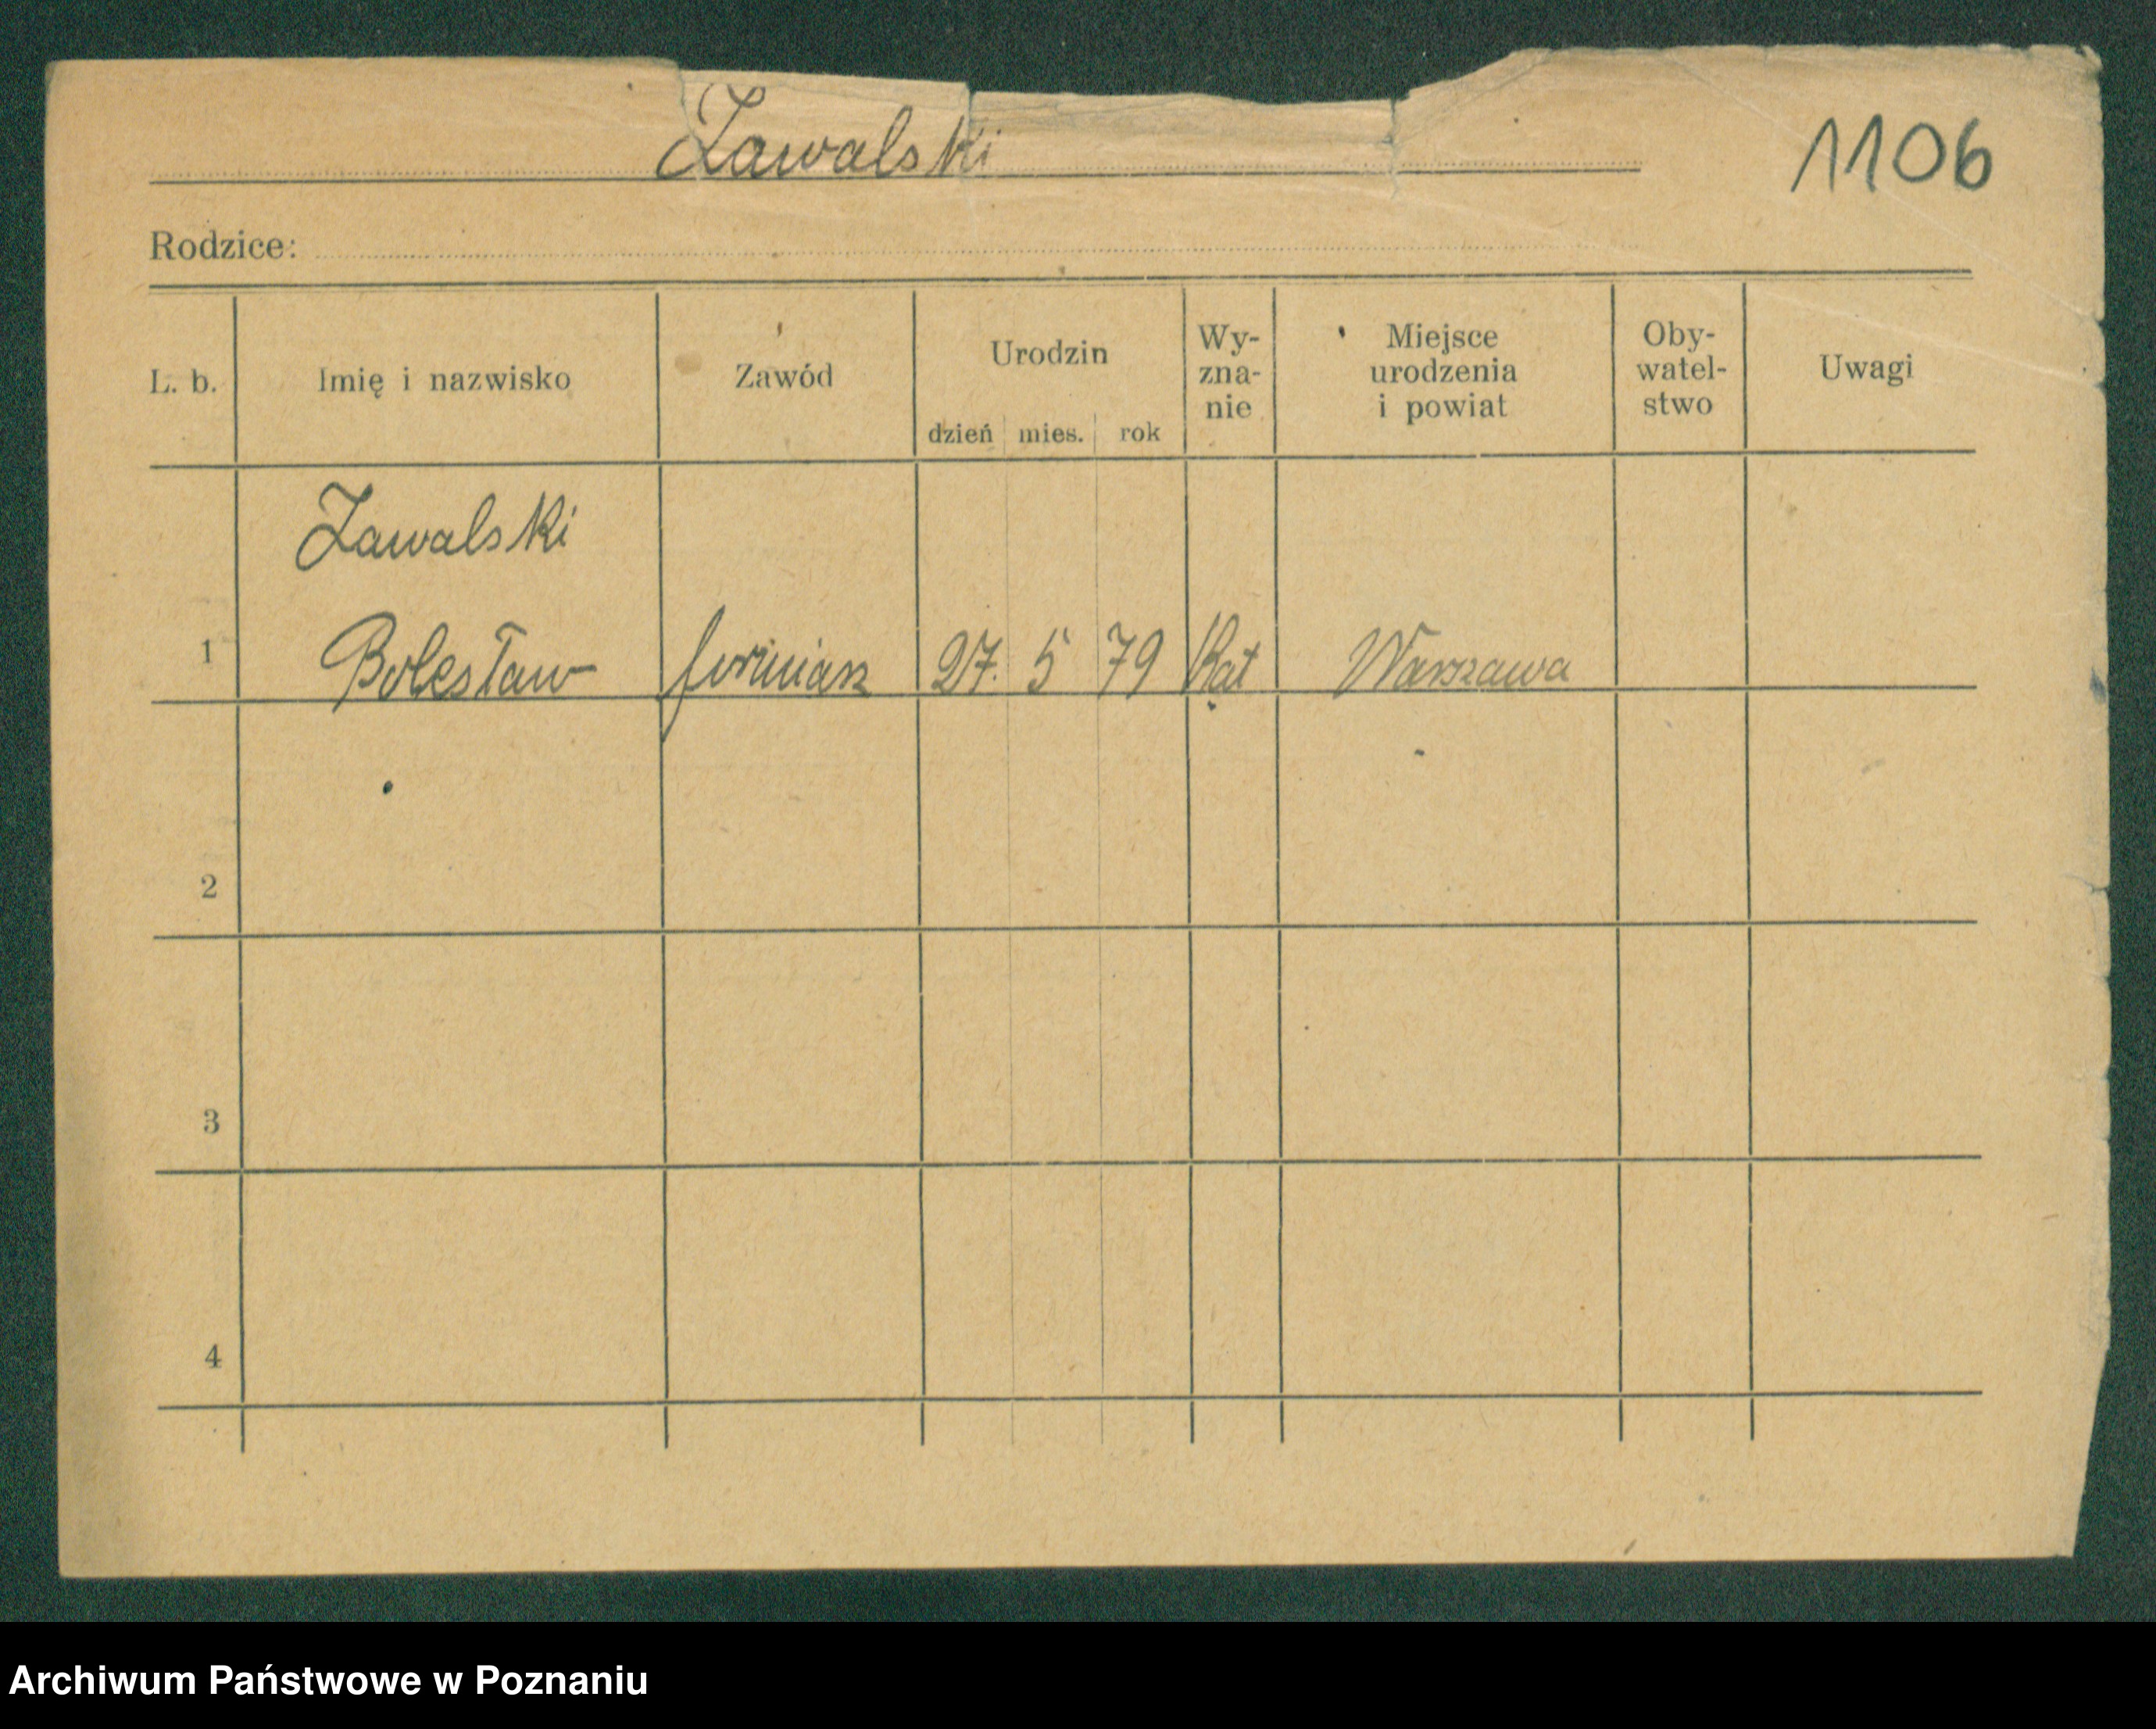 Zawalski
1106
Rodzice:
L. b.
Imię i nazwisko
Zawód
Urodzin
dzień mies. rok
Wy-
zna-
nie
Miejsce
urodzenia
i powiat
Oby-
watel-
stwo
Uwagi
Zawalski
1 Bolesław forniarz 27. 5 79 Kat Warszawa
2
3
4
Archiwum Państwowe w Poznaniu